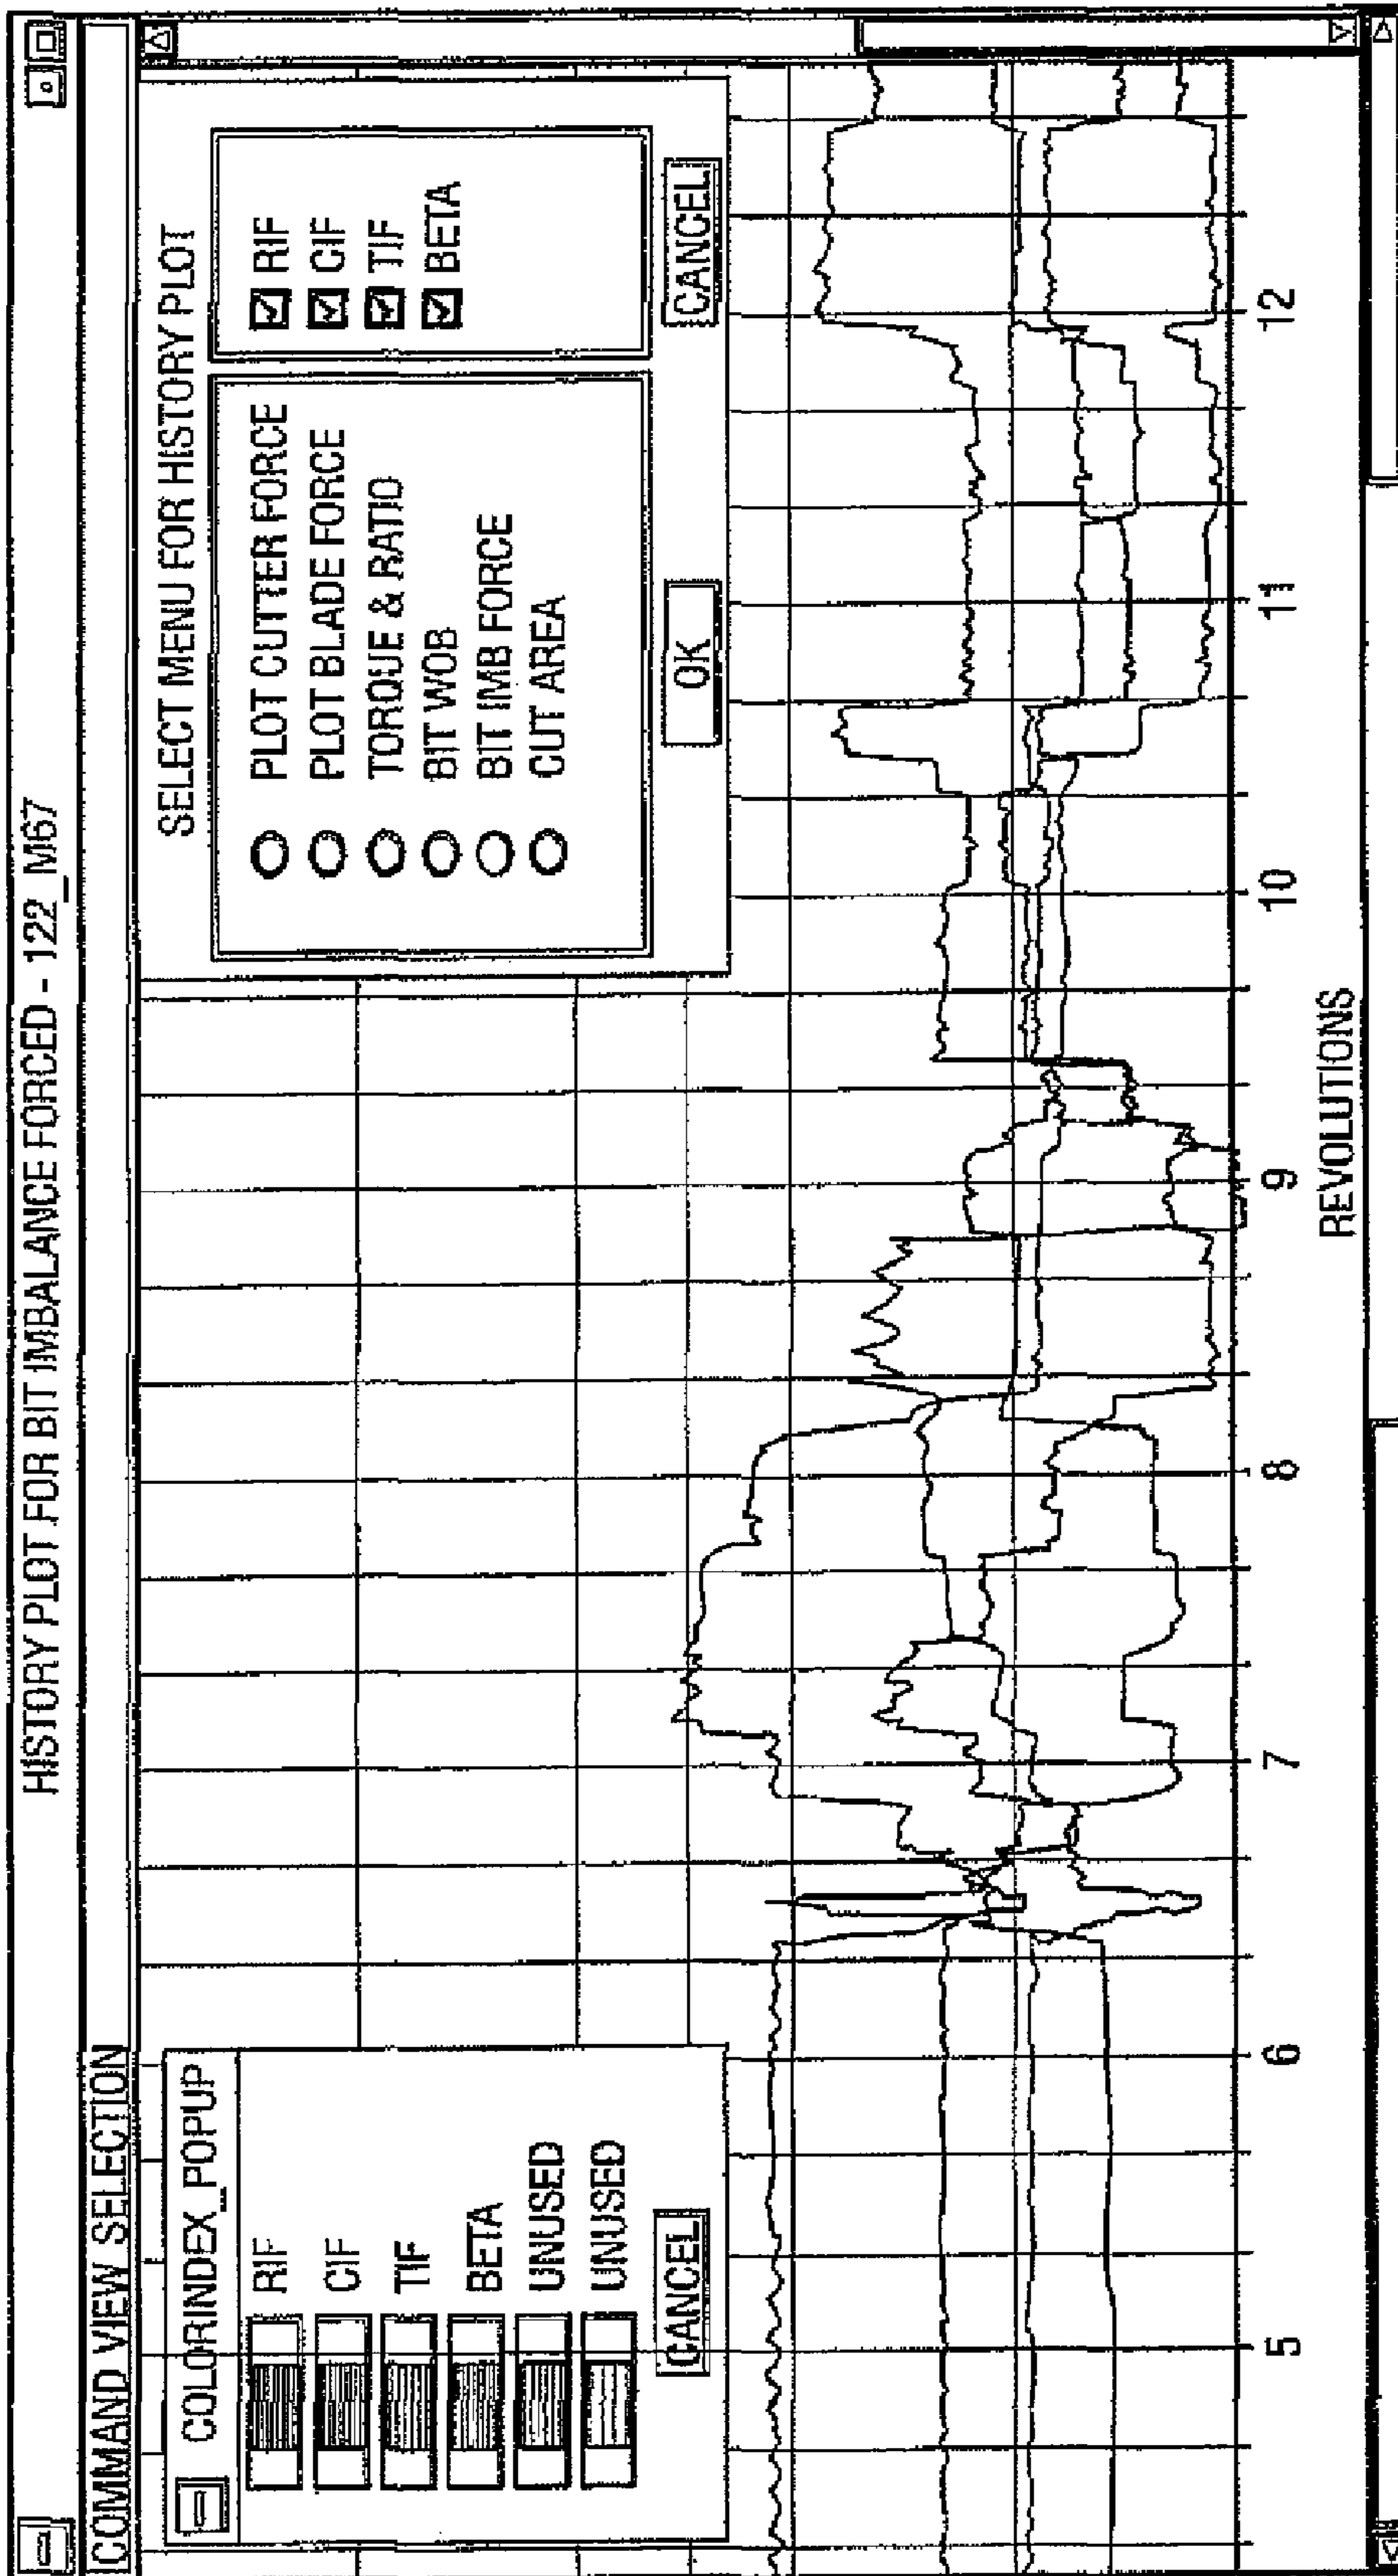 HISTORY PLOT FOR BIT IMBALANCE FORCED - 122_M67
COMMAND VIEW SELECTION
COLORINDEX_POPUP
RIF
CIF
TIF
BETA
UNUSED
UNUSED
CANCEL
SELECT MENU FOR HISTORY PLOT
PLOT CUTTER FORCE
PLOT BLADE FORCE
TORQUE & RATIO
BIT WOB
BIT IMB FORCE
CUT AREA
RIF
CIF
TIF
BETA
OK
CANCEL
5 6 7 8 9 10 11 12
REVOLUTIONS